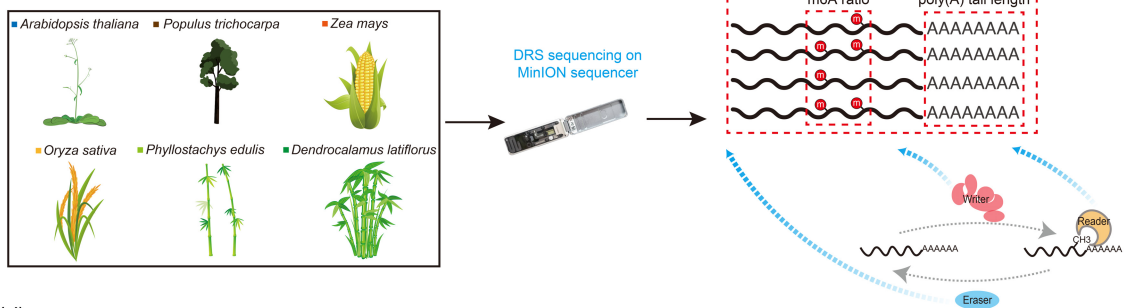 Arabidopsis thaliana
Populus trichocarpa
Zea mays
Oryza sativa
Phyllostachys edulis
Dendrocalamus latiflorus
DRS sequencing on
MinION sequencer
m6A ratio
poly(A) tail length
m
AAAAAAAA
m
m
AAAAAAAA
m
AAAAAAAA
m
m
AAAAAAAA
Writer
Reader
CH3
AAAAAA
AAAAAA
Eraser